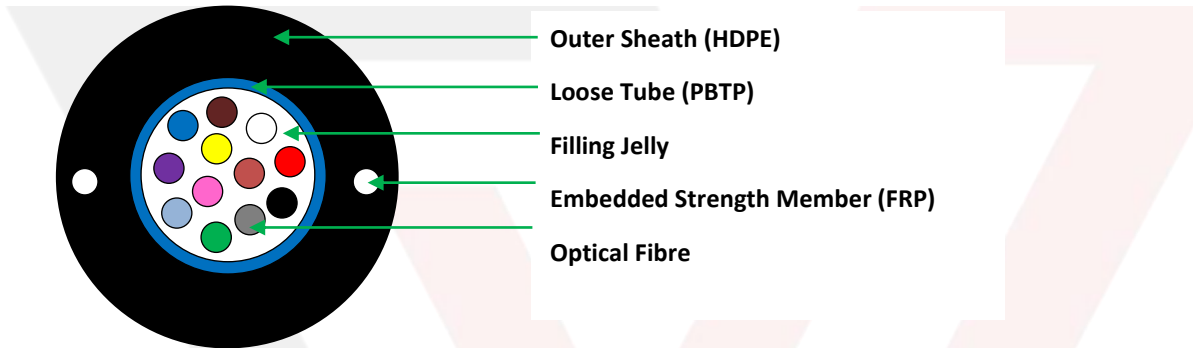 Outer Sheath (HDPE)
Loose Tube (PBTP)
Filling Jelly
Embedded Strength Member (FRP)
Optical Fibre